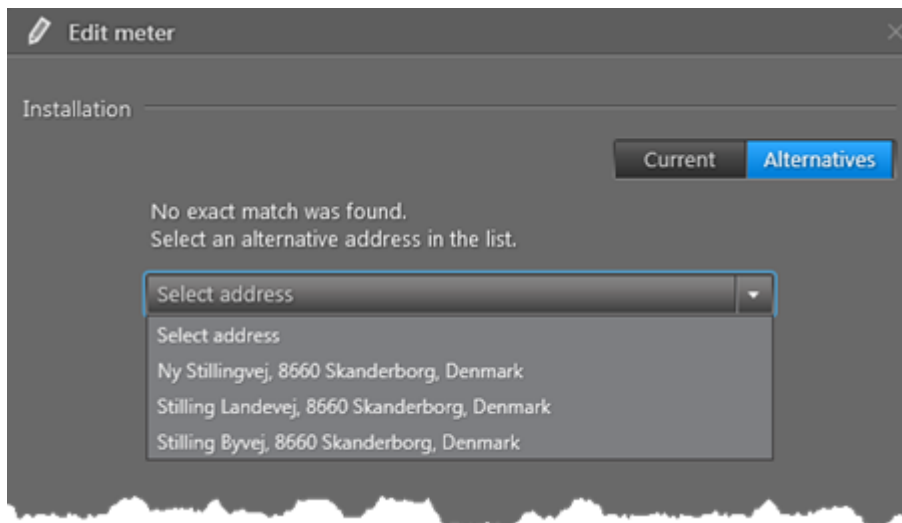 Edit meter
Installation
Current
Alternatives
No exact match was found.
Select an alternative address in the list.
Select address
Select address
Ny Stillingvej, 8660 Skanderborg, Denmark
Stilling Landevej, 8660 Skanderborg, Denmark
Stilling Byvej, 8660 Skanderborg, Denmark